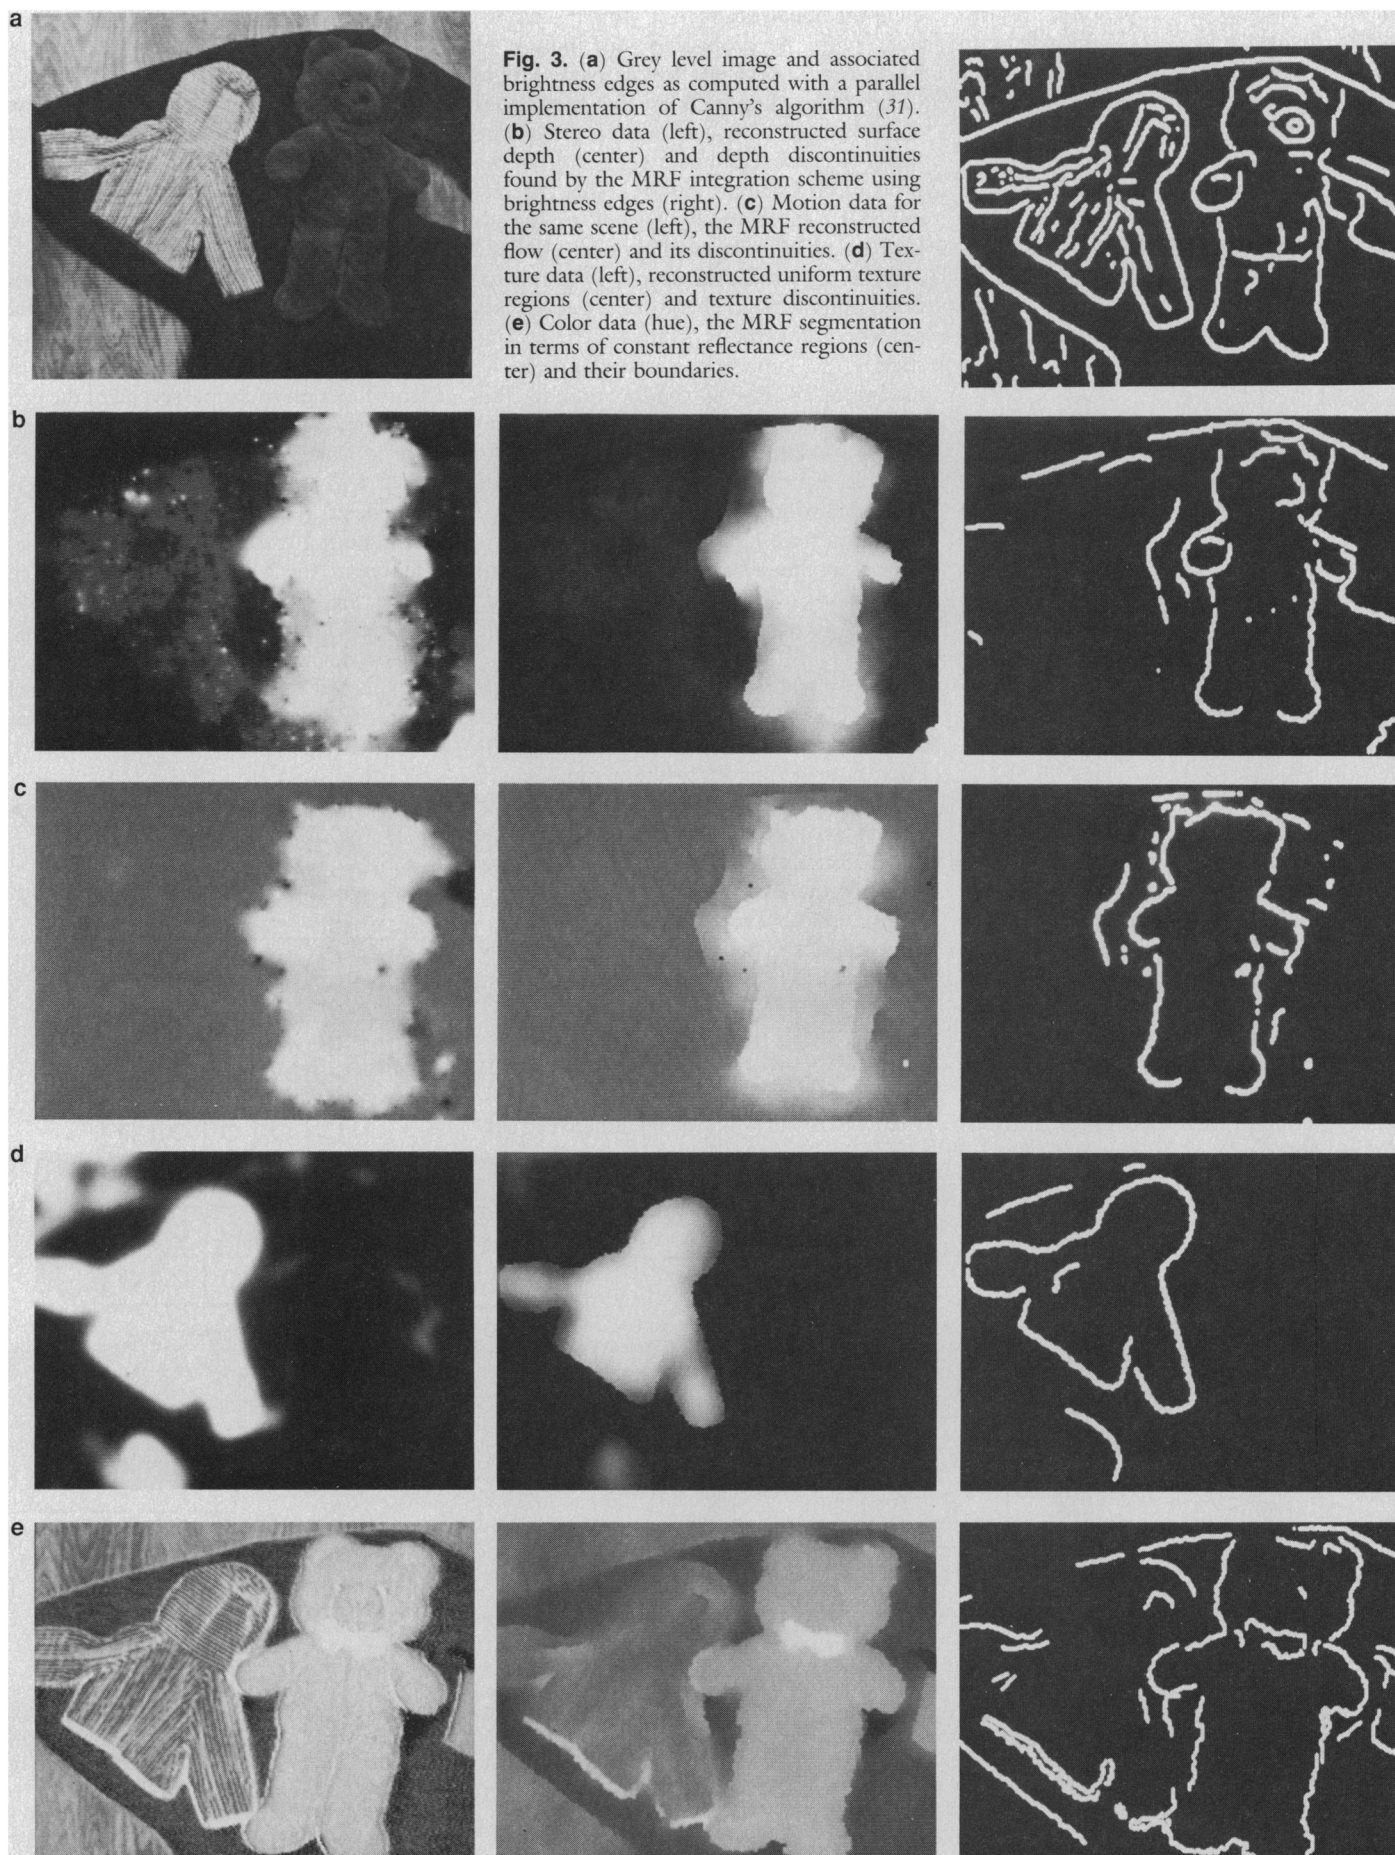 a
Fig. 3. (a) Grey level image and associated
brightness edges as computed with a parallel
implementation of Canny's algorithm (31).
(b) Stereo data (left), reconstructed surface
depth (center) and depth discontinuities
found by the MRF integration scheme using
brightness edges (right). (c) Motion data for
the same scene (left), the MRF reconstructed
flow (center) and its discontinuities. (d) Tex-
ture data (left), reconstructed uniform texture
regions (center) and texture discontinuities.
(e) Color data (hue), the MRF segmentation
in terms of constant reflectance regions (cen-
ter) and their boundaries.
b
c
d
e